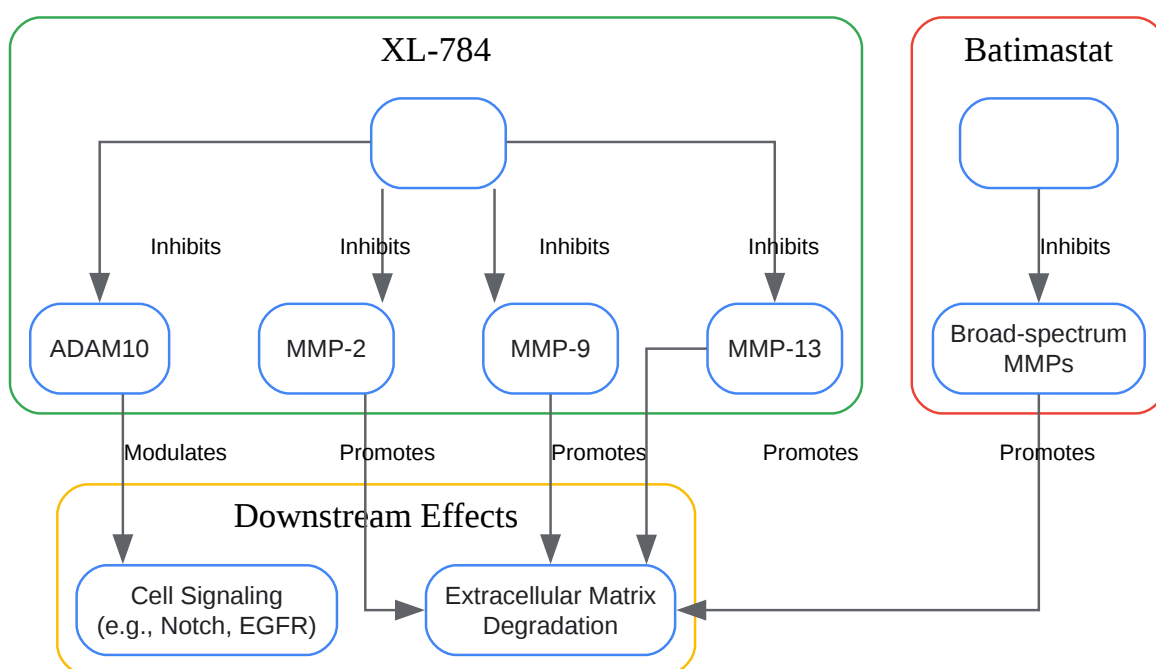 XL-784
Batimastat
Inhibits
Inhibits
Inhibits
Inhibits
Inhibits
ADAM10
MMP-2
MMP-9
MMP-13
Broad-spectrum
MMPs
Modulates
Promotes
Promotes
Promotes
Promotes
Downstream Effects
Cell Signaling
(e.g., Notch, EGFR)
Extracellular Matrix
Degradation